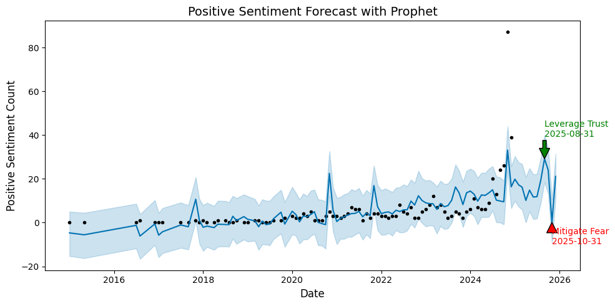 Positive Sentiment Forecast with Prophet
Positive Sentiment Count
80
60
40
20
0
−20
Leverage Trust
2025-08-31
Mitigate Fear
2025-10-31
2016
2018
2020
2022
2024
2026
Date